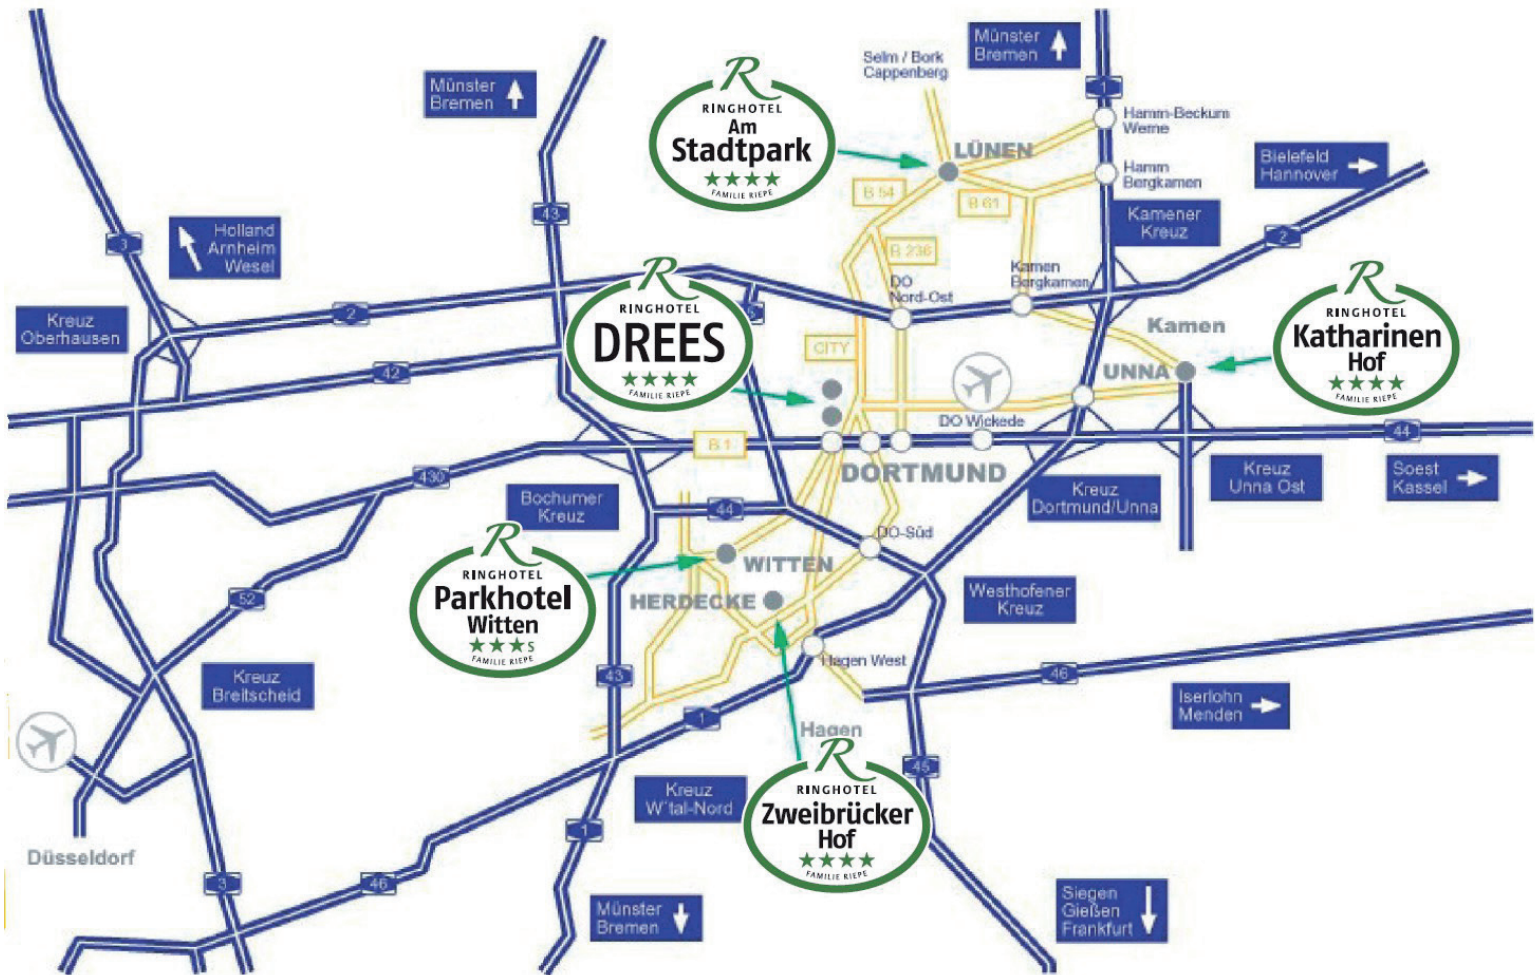 Münster
Bremen
Selm / Bork
Cappenberg
Münster
Bremen
1
Hamm-Beckum
Werne
R
RINGHOTEL
Am
Stadtpark
★★★★
FAMILIE RIEPE
LÜNEN
Hamm
Bergkamen
Bielefeld
Hannover
B 54
B 61
43
Kamener
Kreuz
2
3
Holland
Arnheim
Wesel
B 236
Kamen
Bergkamen
DO
Nord-Ost
R
RINGHOTEL
DREES
★★★★
FAMILIE RIEPE
5
2
Kreuz
Oberhausen
Kamen
R
RINGHOTEL
Katharinen
Hof
★★★★
FAMILIE RIEPE
CITY
42
UNNA
DO Wickede
B 1
44
DORTMUND
430
Bochumer
Kreuz
44
Kreuz
Dortmund/Unna
Kreuz
Unna Ost
Soest
Kassel
DO-Süd
R
RINGHOTEL
Parkhotel
Witten
★★★S
FAMILIE RIEPE
WITTEN
HERDECKE
52
Westhofener
Kreuz
Hagen West
Kreuz
Breitscheid
43
46
Iserlohn
Menden
1
Hagen
R
RINGHOTEL
Zweibrücker
Hof
★★★★
FAMILIE RIEPE
45
Kreuz
W'tal-Nord
1
Düsseldorf
3
46
Münster
Bremen
Siegen
Gießen
Frankfurt